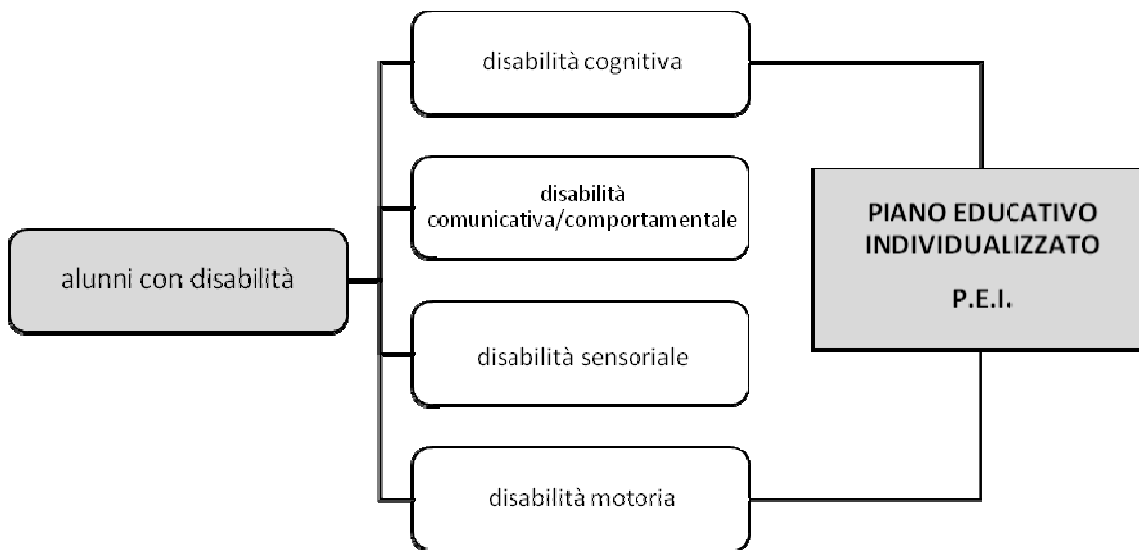 disabilità cognitiva
disabilità
comunicativa/comportamentale
alunni con disabilità
disabilità sensoriale
disabilità motoria
PIANO EDUCATIVO
INDIVIDUALIZZATO
P.E.I.